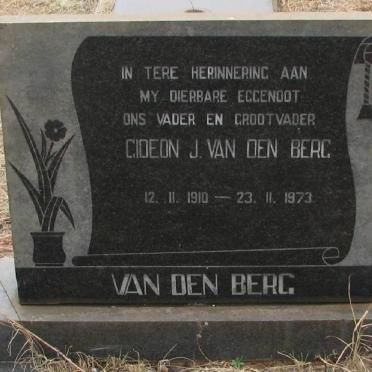 IN TERE HERINNERING AAN
MY DIERBARE EGGENOOT
ONS VADER EN GROOTVADER
GIDEON J. VAN DEN BERG
12. 11. 1910 — 23. 11. 1973
VAN DEN BERG